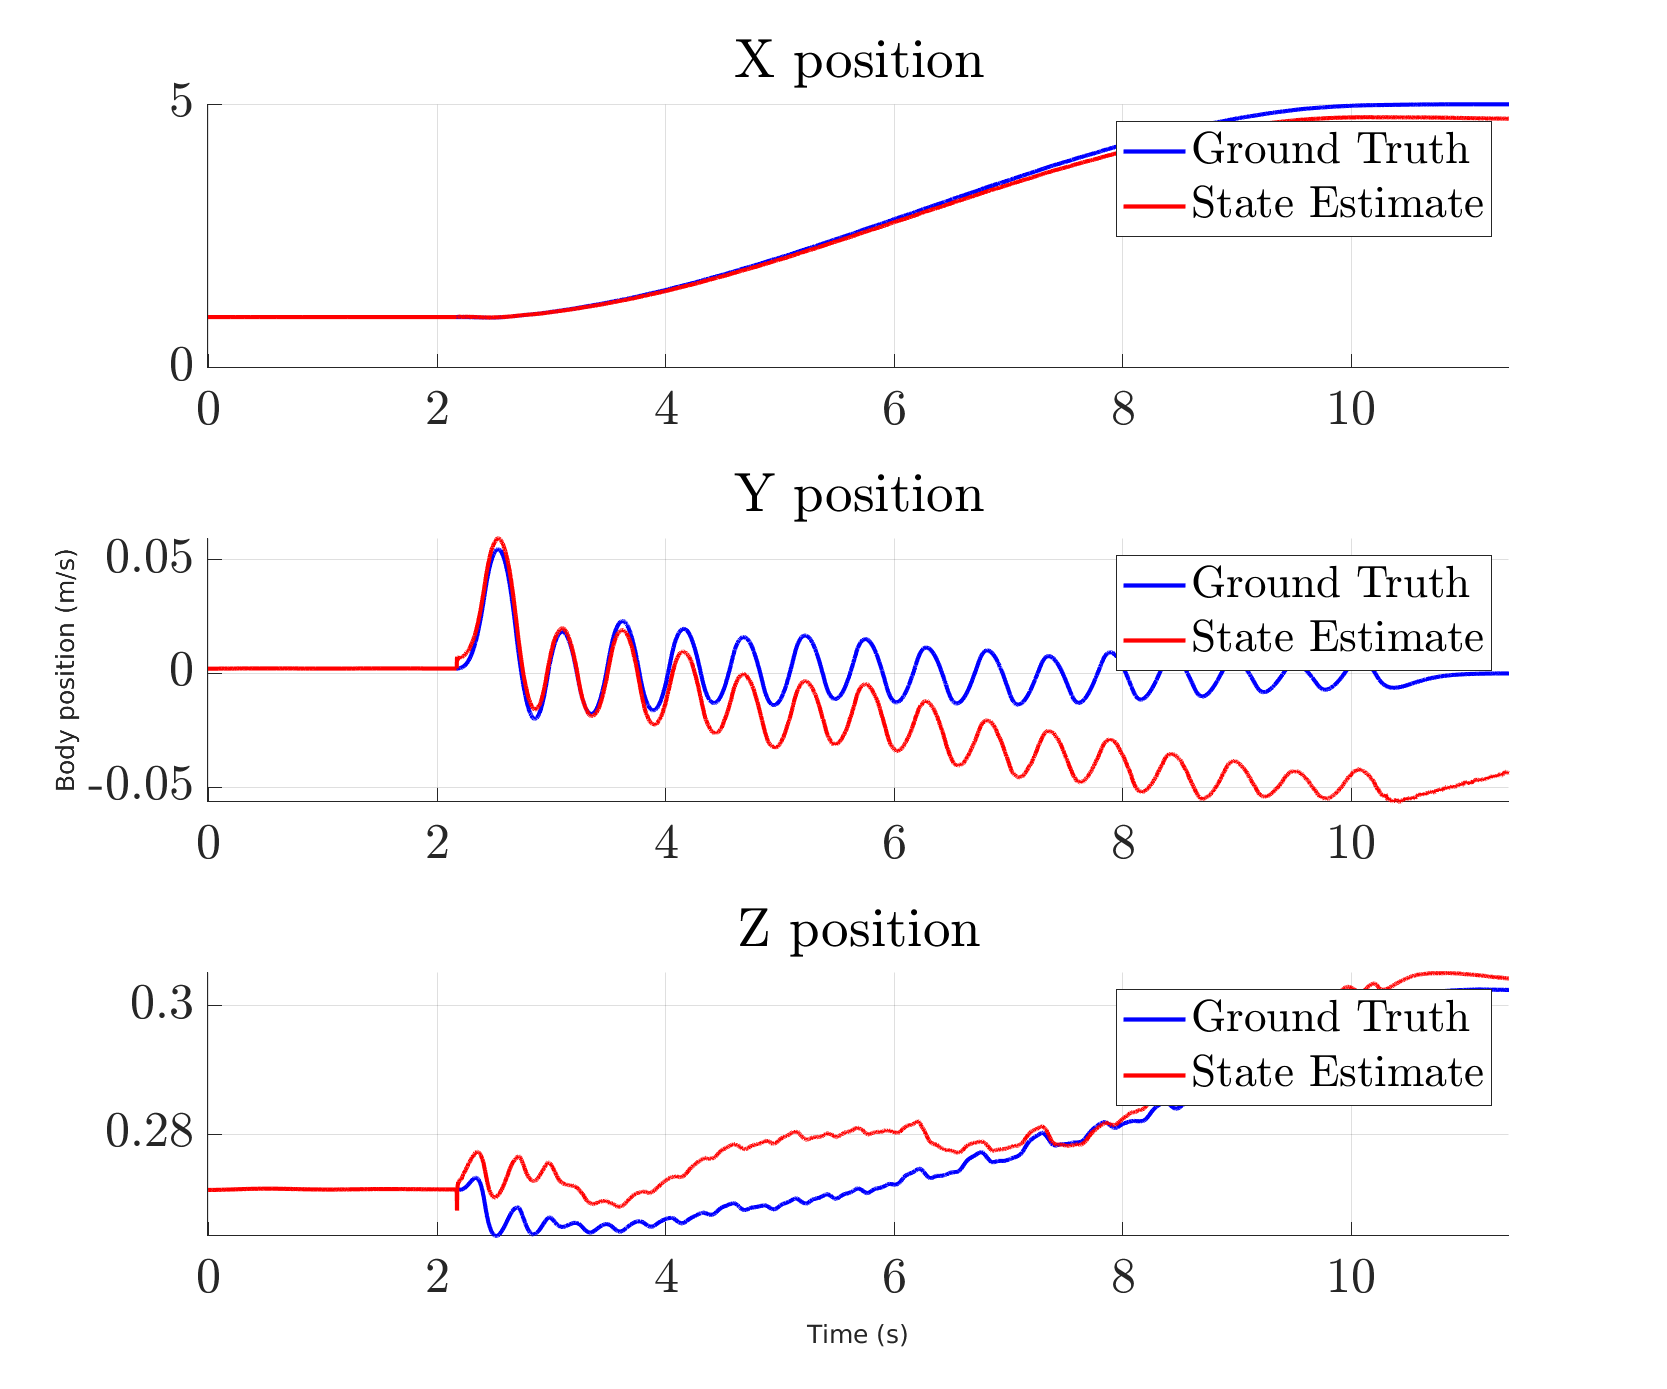 X position
5
0
Ground Truth
State Estimate
0 2 4 6 8 10
Y position
Body position (m/s)
0.05
0
-0.05
Ground Truth
State Estimate
0 2 4 6 8 10
Z position
0.3
0.28
Ground Truth
State Estimate
0 2 4 6 8 10
Time (s)